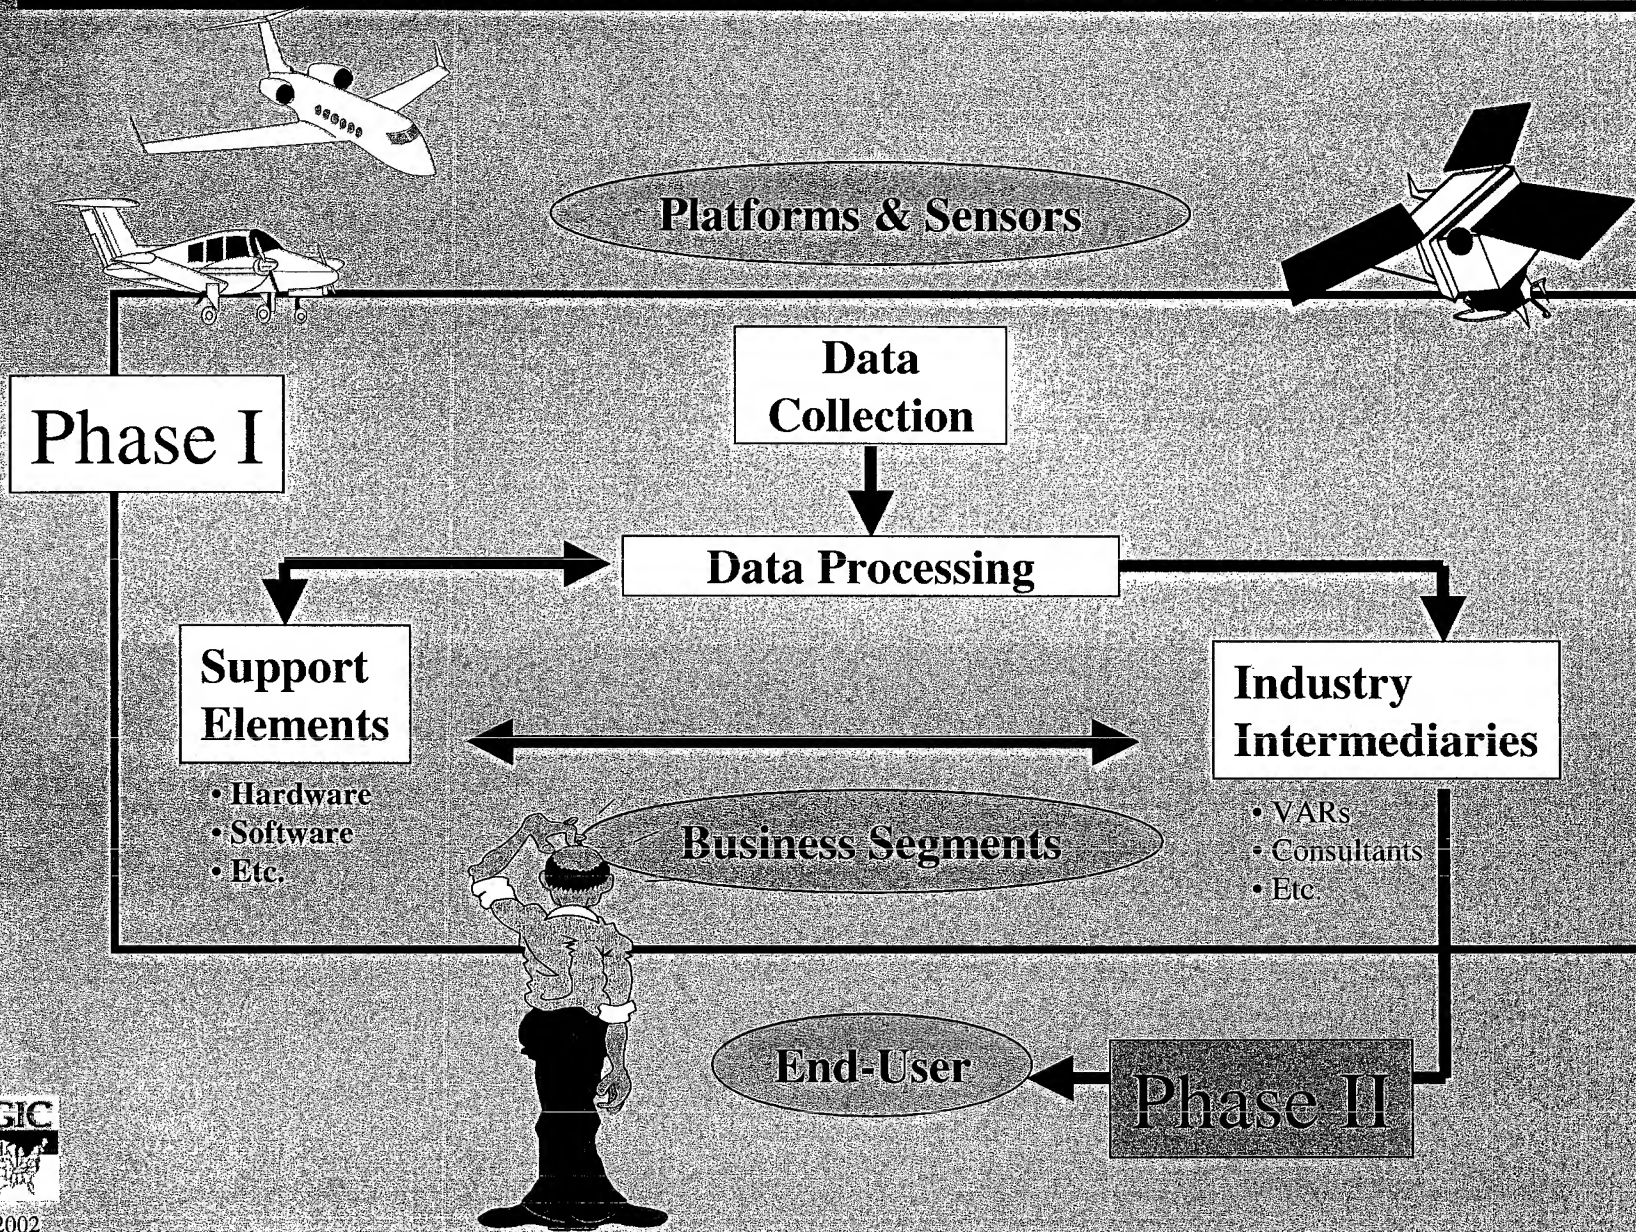 Platforms & Sensors
Data
Collection
Phase I
Data Processing
Support
Elements
• Hardware
• Software
• Etc.
Industry
Intermediaries
• VARs
• Consultants
• Etc.
Business Segments
End-User
Phase II
GIC
2002